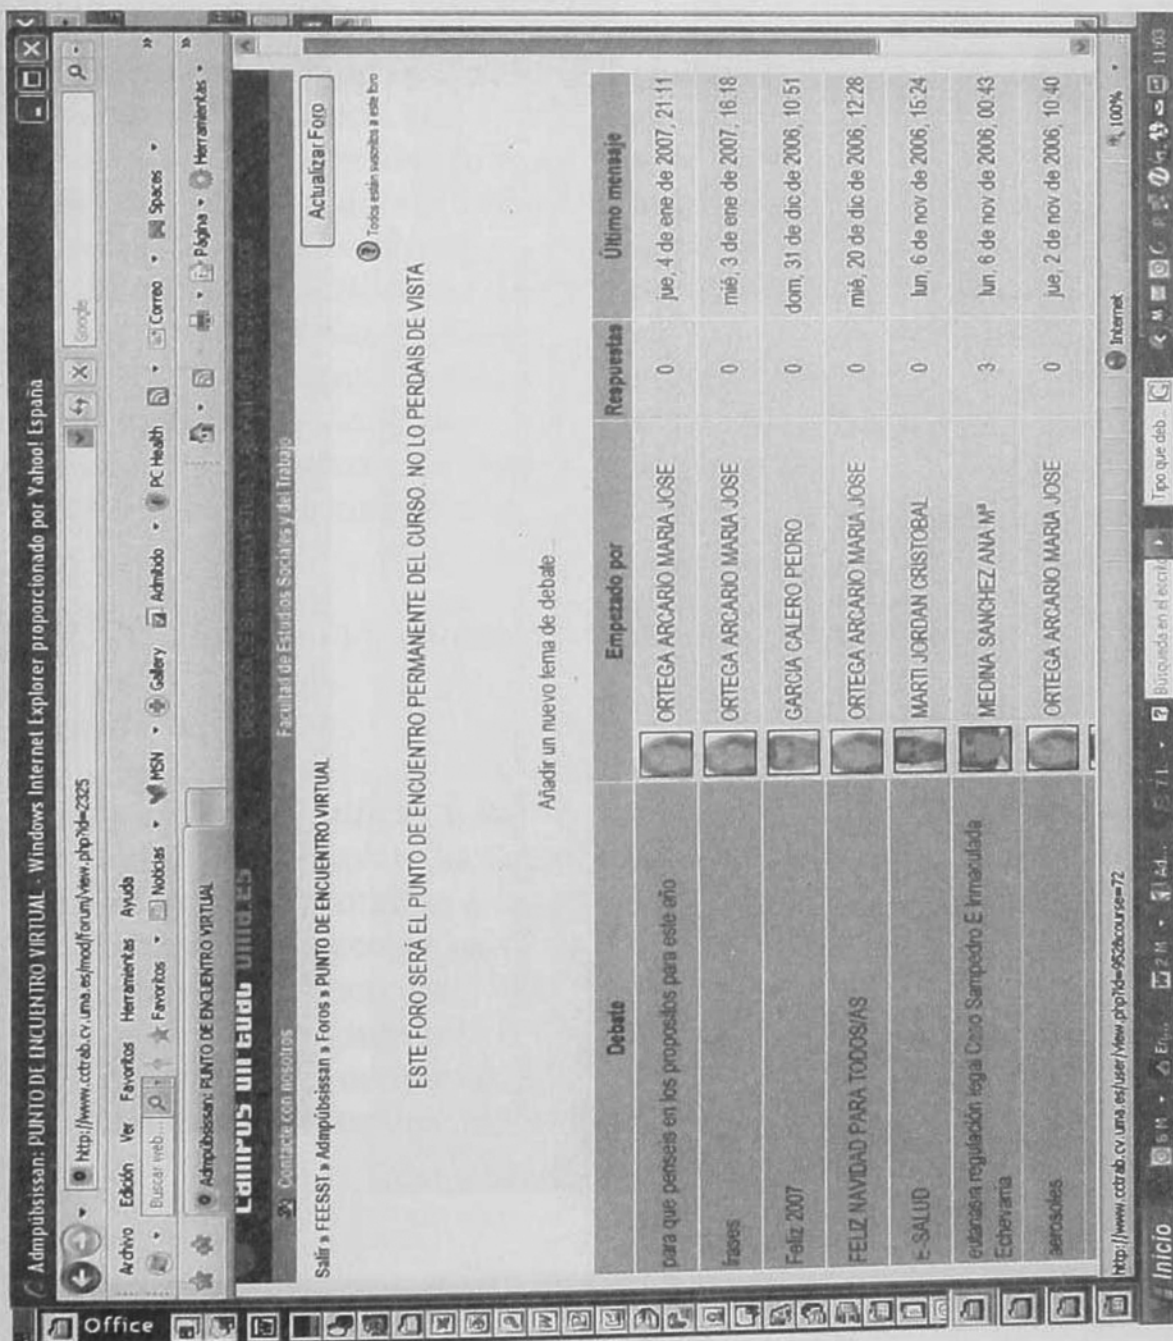 Admpúbsissan: PUNTO DE ENCUENTRO VIRTUAL - Windows Internet Explorer proporcionado por Yahoo! España
http://www.cctrab.cv.uma.es/mod/forum/view.php?id=2325
Google
Archivo Edición Ver Favoritos Herramientas Ayuda
Buscar web... Favoritos Noticias MSN Gallery Admitido PC Health Correo Spaces
Admpúbsissan: PUNTO DE ENCUENTRO VIRTUAL
Página Herramientas
Contacte con nosotros
Facultad de Estudios Sociales y del Trabajo
Salir » FEESST » Admpúbsissan » Foros » PUNTO DE ENCUENTRO VIRTUAL
Actualizar Foro
Todos están suscritos a este foro
ESTE FORO SERÁ EL PUNTO DE ENCUENTRO PERMANENTE DEL CURSO. NO LO PERDAIS DE VISTA
Añadir un nuevo tema de debate...
Debate Empezado por Respuestas Último mensaje
para que penseis en los propositos para este año ORTEGA ARCARIO MARIA JOSE 0 jue, 4 de ene de 2007, 21:11
frases ORTEGA ARCARIO MARIA JOSE 0 mié, 3 de ene de 2007, 16:18
Feliz 2007 GARCIA CALERO PEDRO 0 dom, 31 de dic de 2006, 10:51
FELIZ NAVIDAD PARA TODOS/AS ORTEGA ARCARIO MARIA JOSE 0 mié, 20 de dic de 2006, 12:28
E-SALUD MARTI JORDAN CRISTOBAL 0 lun, 6 de nov de 2006, 15:24
eutanasia regulación legal Caso Sampedro E Inmaculada
Echevarria MEDINA SANCHEZ ANA Mª 3 lun, 6 de nov de 2006, 00:43
aerosoles ORTEGA ARCARIO MARIA JOSE 0 jue, 2 de nov de 2006, 10:40
http://www.cctrab.cv.uma.es/user/view.php?id=952&course=72
Internet
100%
Office
Inicio
Búsqueda en el
Tipo que deb
11:03